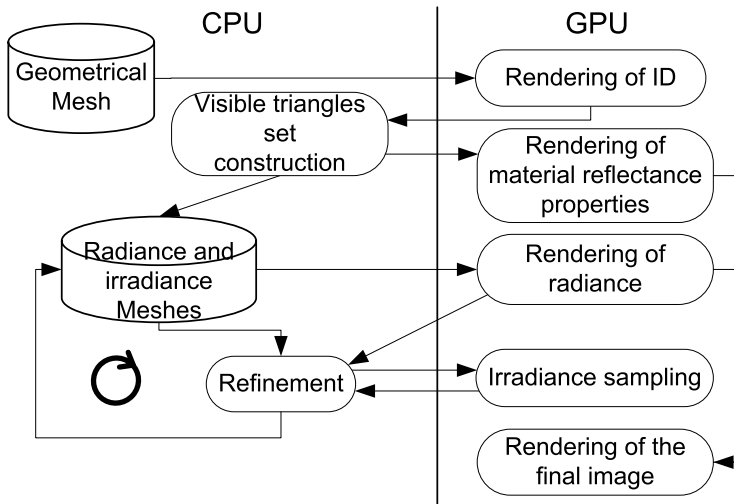 CPU
GPU
Geometrical
Mesh
Rendering of ID
Visible triangles
set
construction
Rendering of
material reflectance
properties
Radiance and
irradiance
Meshes
Rendering of
radiance
Refinement
Irradiance sampling
Rendering of the
final image